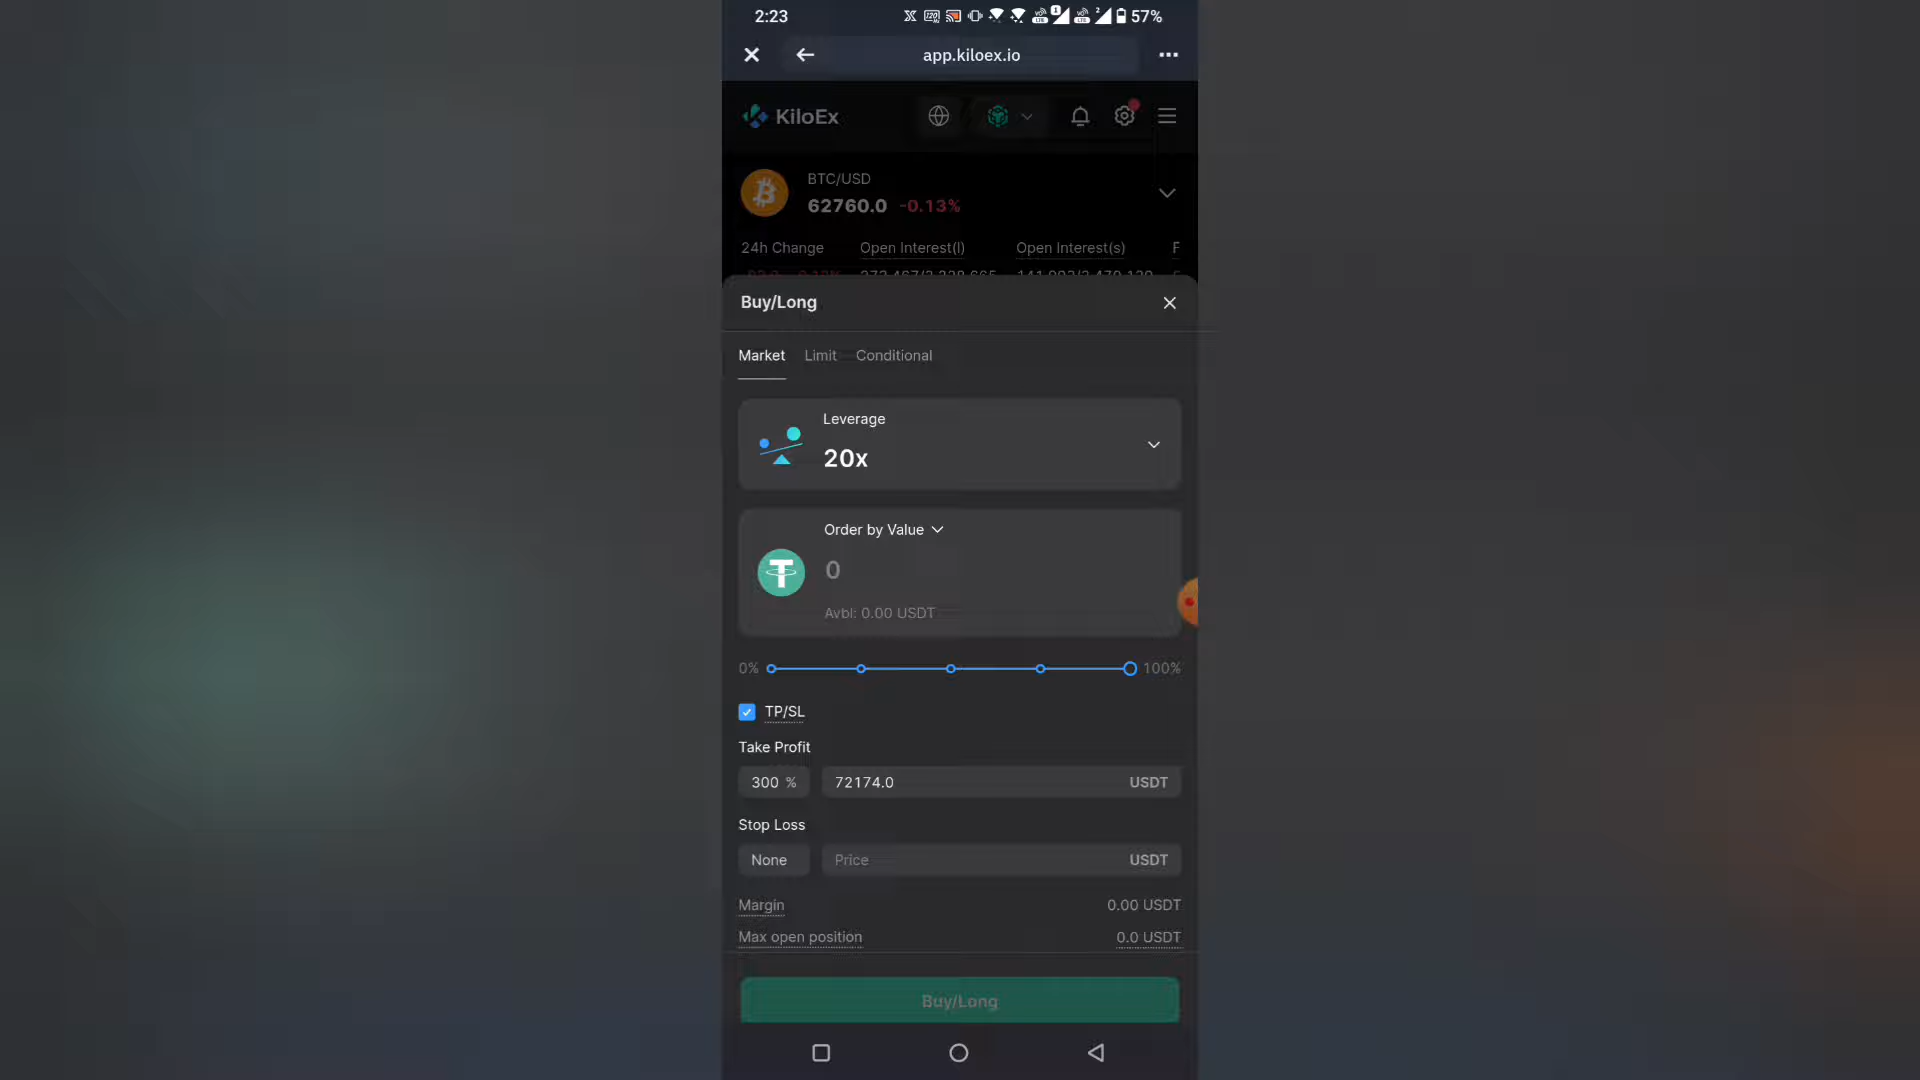 2:23 57%
app.kiloex.io
KiloEx
BTC/USD
62760.0 -0.13%
24h Change Open Interest(l) Open Interest(s) F
Buy/Long
Market Limit Conditional
Leverage
20x
Order by Value
0
Avbl: 0.00 USDT
0% 100%
TP/SL
Take Profit
300 % 72174.0 USDT
Stop Loss
None Price USDT
Margin 0.00 USDT
Max open position 0.0 USDT
Buy/Long